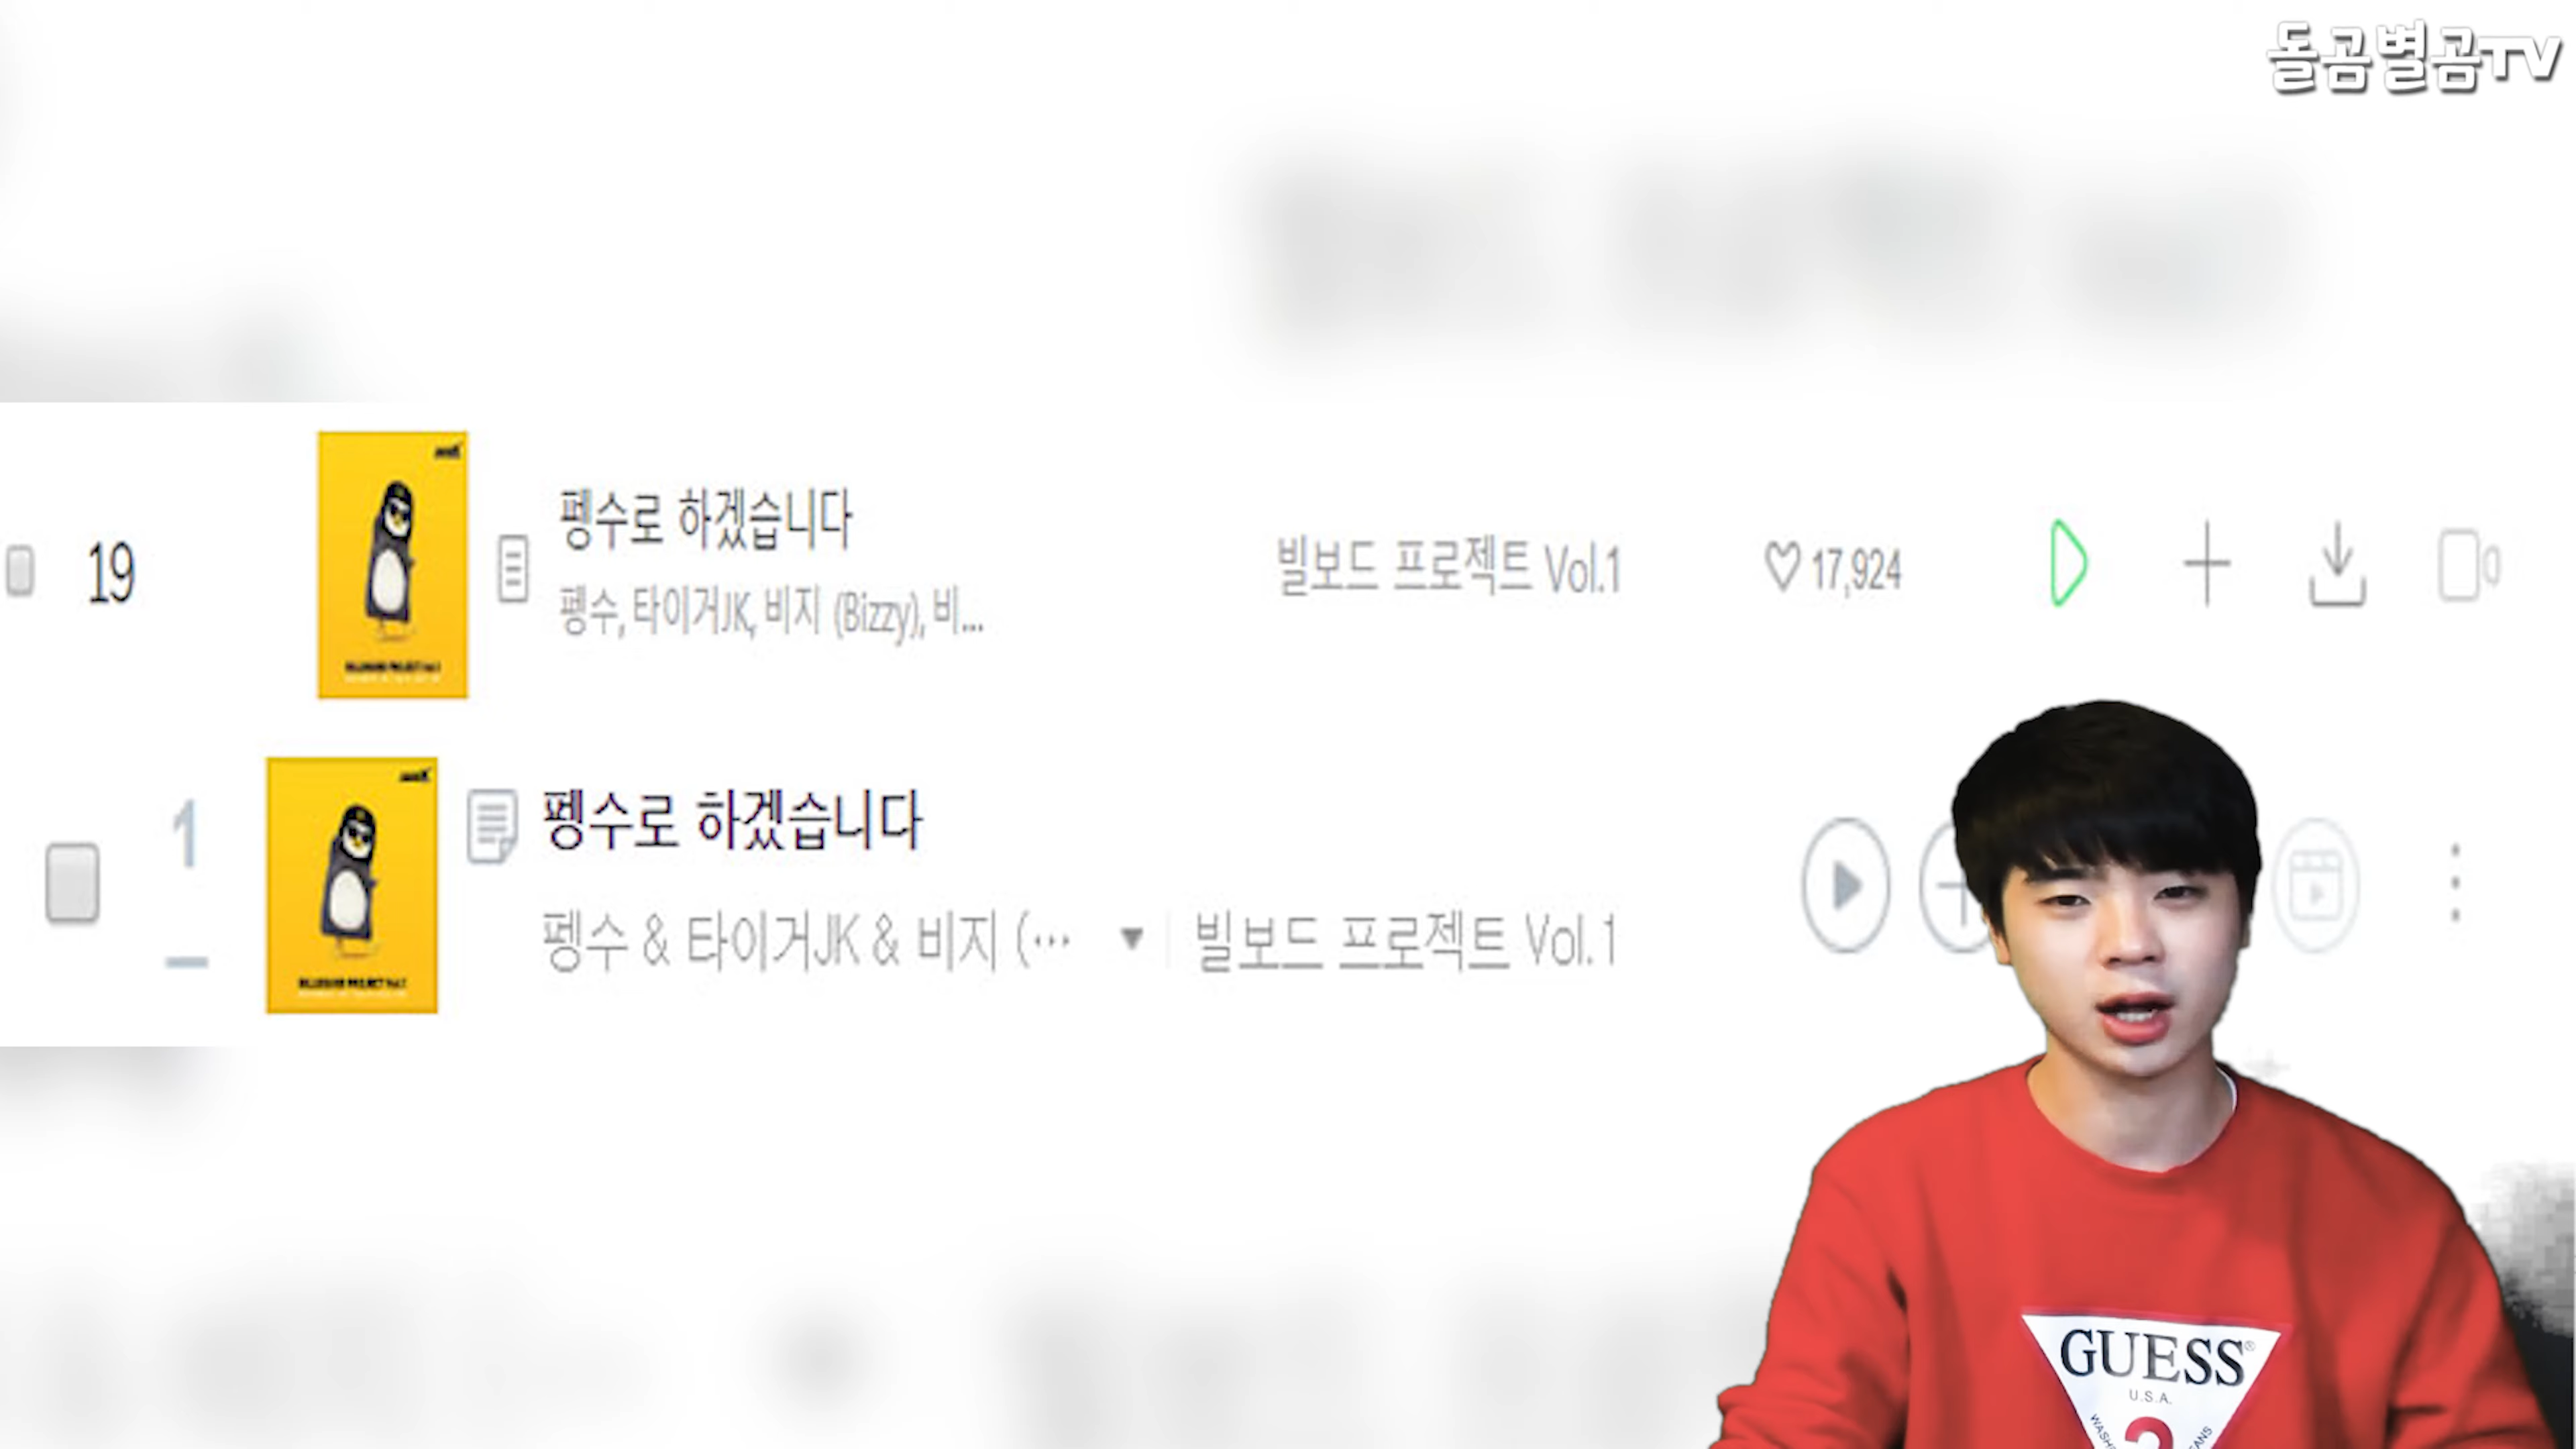 돌곰별곰TV
19
펭수로 하겠습니다
펭수, 타이거JK, 비지 (Bizzy), 비...
빌보드 프로젝트 Vol.1
17,924
1
펭수로 하겠습니다
펭수 & 타이거JK & 비지 (···
빌보드 프로젝트 Vol.1
GUESS®
U.S.A.